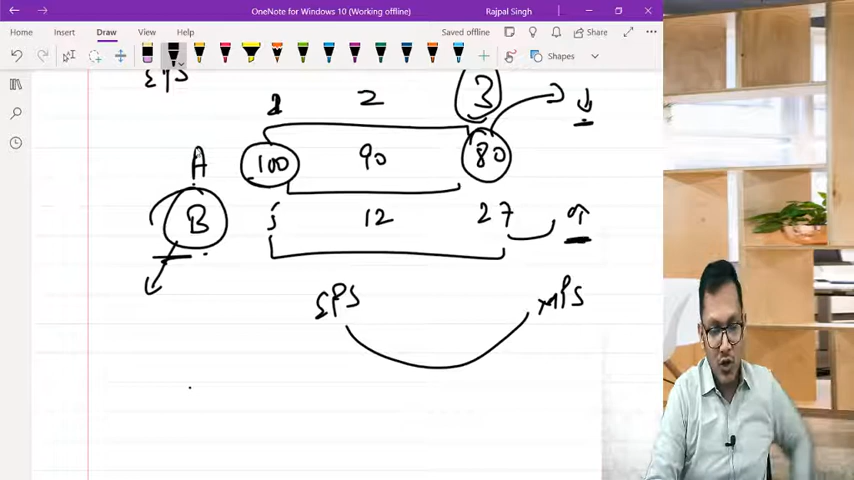 OneNote for Windows 10 (Working offline)
Rajpal Singh
Home Insert Draw View Help
Saved offline
Share
Shapes
EPS
1 2 3 ↓
A 100 90 80
B 5 12 27 ↑
EPS MPS